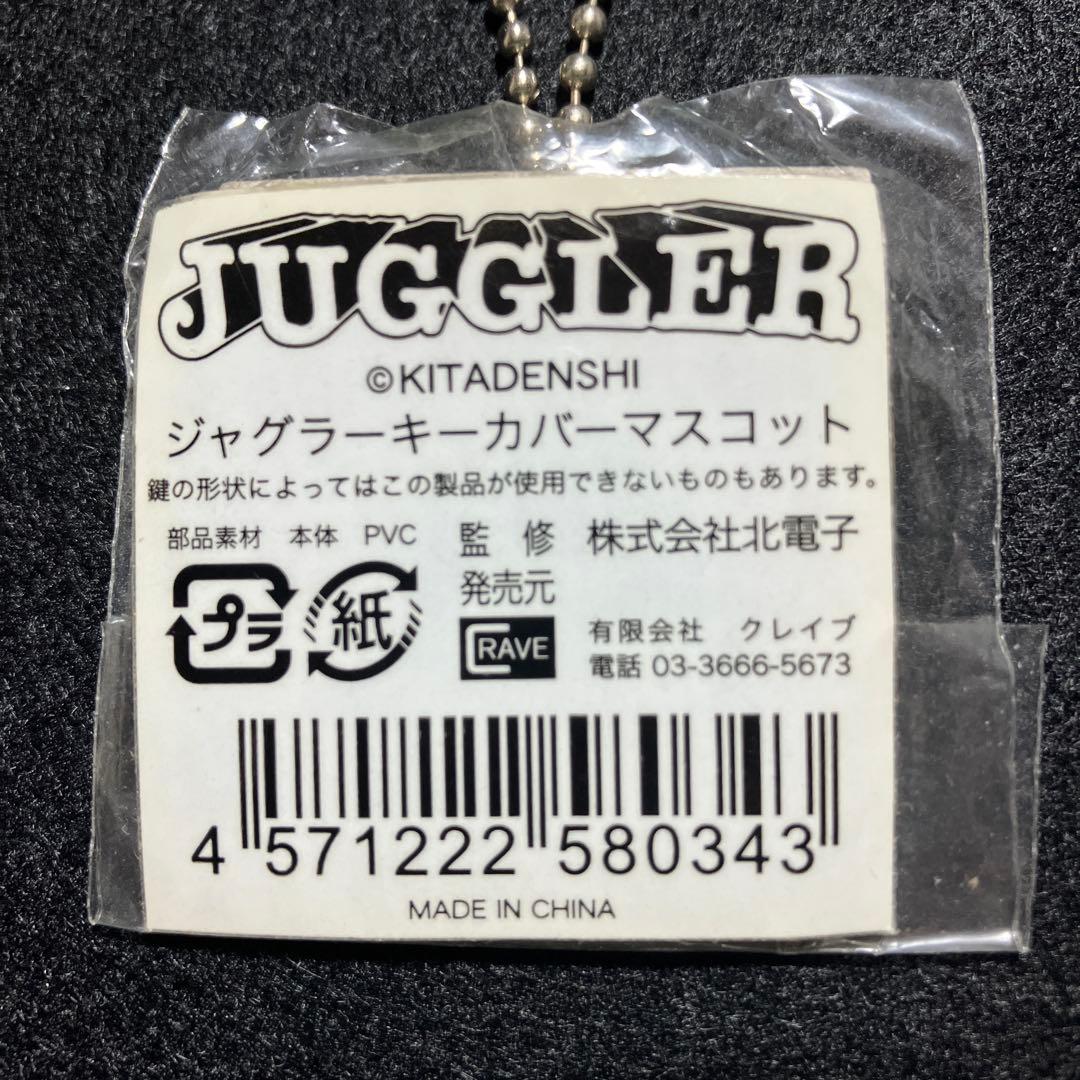 JUGGLER
©KITADENSHI
ジャグラーキーカバーマスコット
鍵の形状によってはこの製品が使用できないものもあります。
部品素材 本体 PVC
プラ
紙
監修 株式会社北電子
発売元
CRAVE
有限会社 クレイブ
電話 03-3666-5673
4 571222 580343
MADE IN CHINA